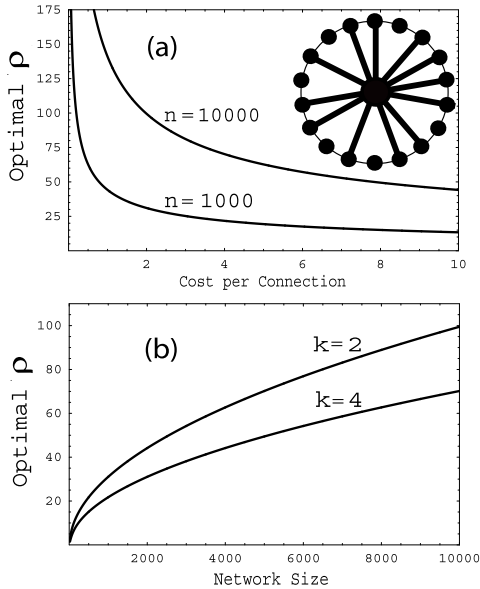 175
150
125
100
75
50
25
Optimal ρ
(a)
n=10000
n=1000
2 4 6 8 10
Cost per Connection
100
80
60
40
20
Optimal ρ
(b)
k=2
k=4
2000 4000 6000 8000 10000
Network Size